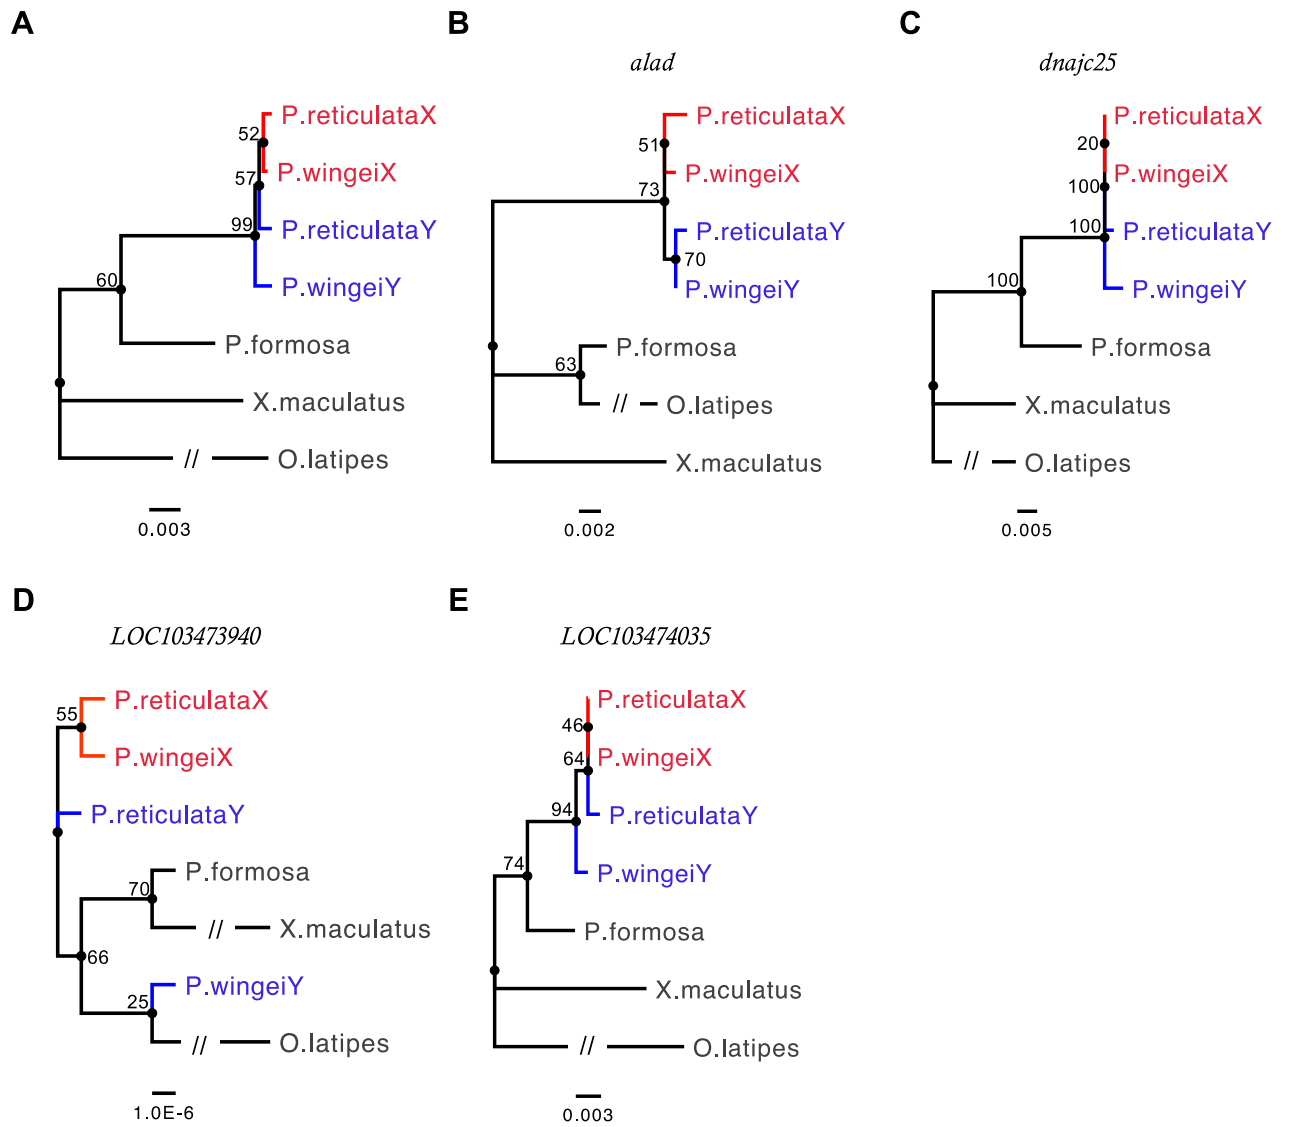 A
52
P.reticulataX
57
P.wingeiX
99
P.reticulataY
60
P.wingeiY
P.formosa
X.maculatus
// O.latipes
0.003
B
alad
P.reticulataX
51
P.wingeiX
73
P.reticulataY
70
P.wingeiY
P.formosa
63
// O.latipes
X.maculatus
0.002
C
dnajc25
P.reticulataX
20
P.wingeiX
100
100
P.reticulataY
100
P.wingeiY
P.formosa
X.maculatus
// O.latipes
0.005
D
LOC103473940
P.reticulataX
55
P.wingeiX
P.reticulataY
P.formosa
70
// X.maculatus
66
P.wingeiY
25
// O.latipes
1.0E-6
E
LOC103474035
P.reticulataX
46
P.wingeiX
64
P.reticulataY
94
P.wingeiY
74
P.formosa
X.maculatus
// O.latipes
0.003